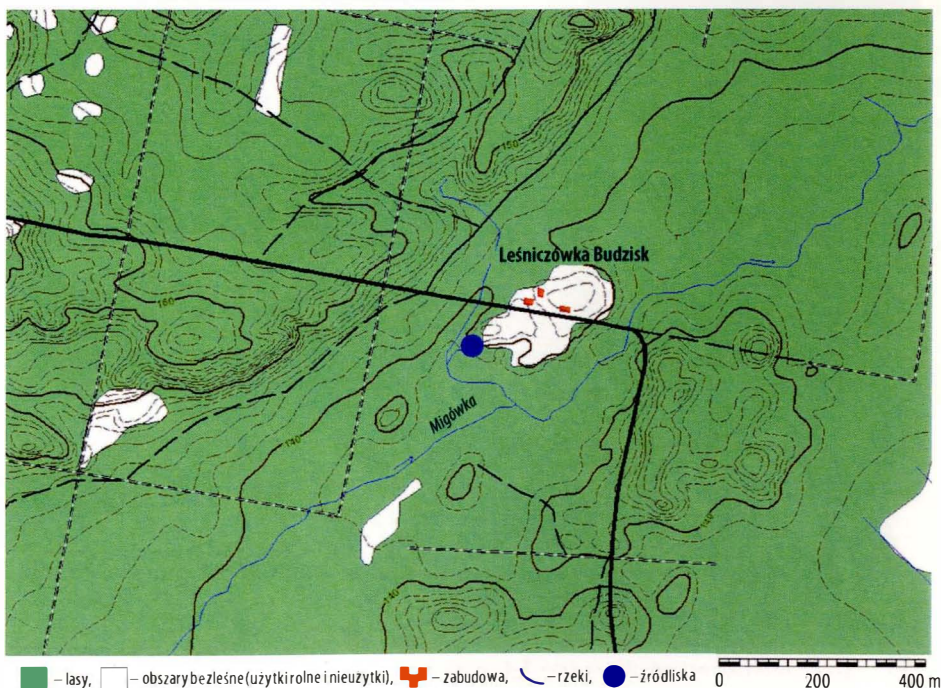 150
Leśniczówka Budzisk
160
Migówka
140
140
– lasy, – obszary bezleśne (użytki rolne i nieużytki), – zabudowa, – rzeki, – źródliska
0 200 400 m